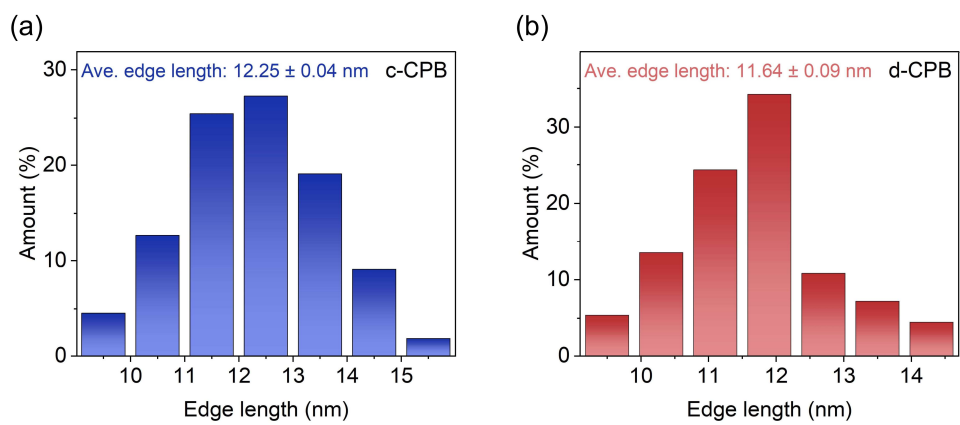 (a)
Ave. edge length: 12.25 ± 0.04 nm
c-CPB
30
20
10
0
Amount (%)
10 11 12 13 14 15
Edge length (nm)
(b)
Ave. edge length: 11.64 ± 0.09 nm
d-CPB
30
20
10
0
Amount (%)
10 11 12 13 14
Edge length (nm)